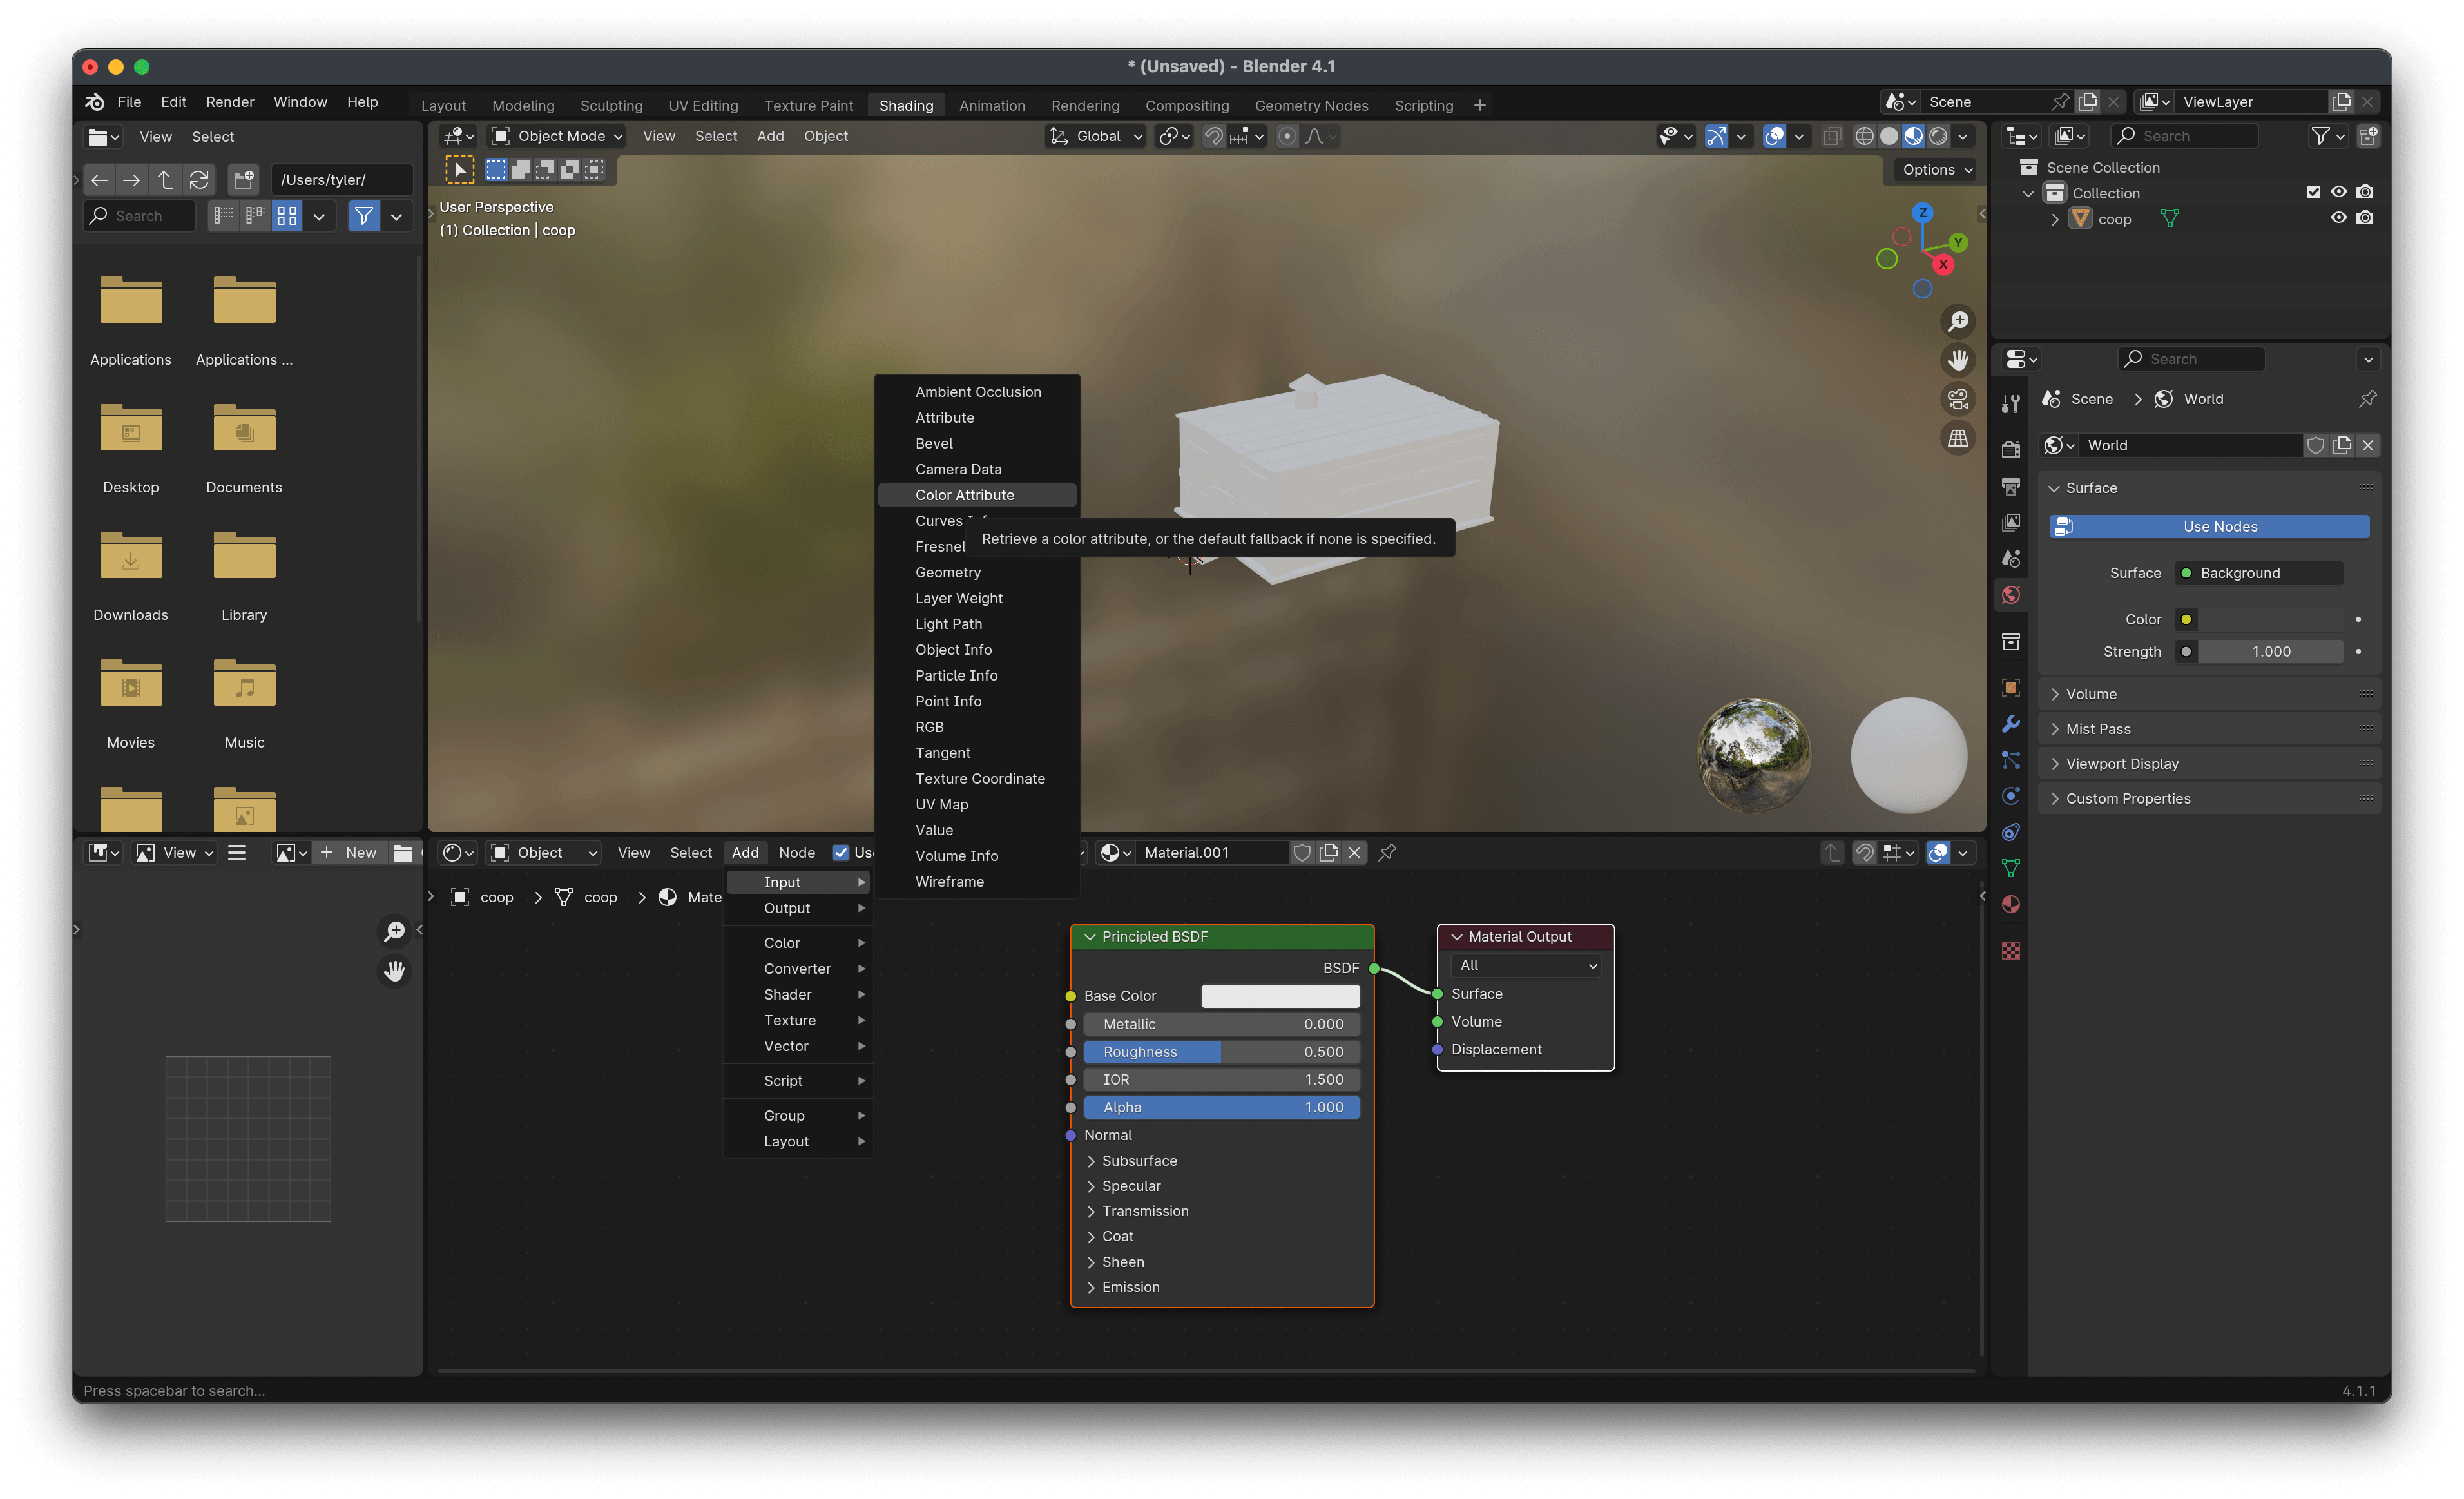 * (Unsaved) - Blender 4.1
File Edit Render Window Help
Layout Modeling Sculpting UV Editing Texture Paint Shading Animation Rendering Compositing Geometry Nodes Scripting +
Scene
ViewLayer
View Select
/Users/tyler/
Search
Applications
Applications ...
Desktop
Documents
Downloads
Library
Movies
Music
Object Mode View Select Add Object
Global
Options
User Perspective
(1) Collection | coop
Z
Y
X
Ambient Occlusion
Attribute
Bevel
Camera Data
Color Attribute
Curves
Fresnel
Retrieve a color attribute, or the default fallback if none is specified.
Geometry
Layer Weight
Light Path
Object Info
Particle Info
Point Info
RGB
Tangent
Texture Coordinate
UV Map
Value
Volume Info
Wireframe
Search
Scene Collection
Collection
coop
Search
Scene > World
World
Surface
Use Nodes
Surface Background
Color
Strength 1.000
Volume
Mist Pass
Viewport Display
Custom Properties
View
+ New
Object View Select Add Node
Material.001
coop > coop > Mate
Input
Output
Color
Converter
Shader
Texture
Vector
Script
Group
Layout
Principled BSDF
BSDF
Base Color
Metallic 0.000
Roughness 0.500
IOR 1.500
Alpha 1.000
Normal
Subsurface
Specular
Transmission
Coat
Sheen
Emission
Material Output
All
Surface
Volume
Displacement
Press spacebar to search...
4.1.1